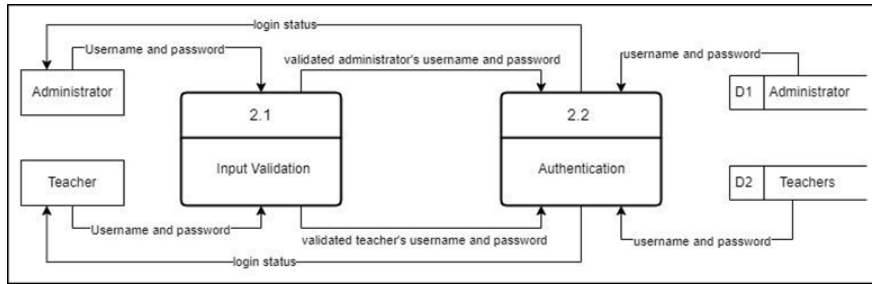 login status
Username and password
validated administrator's username and password
username and password
Administrator
2.1
2.2
D1 Administrator
Input Validation
Authentication
Teacher
D2 Teachers
Username and password
validated teacher's username and password
username and password
login status